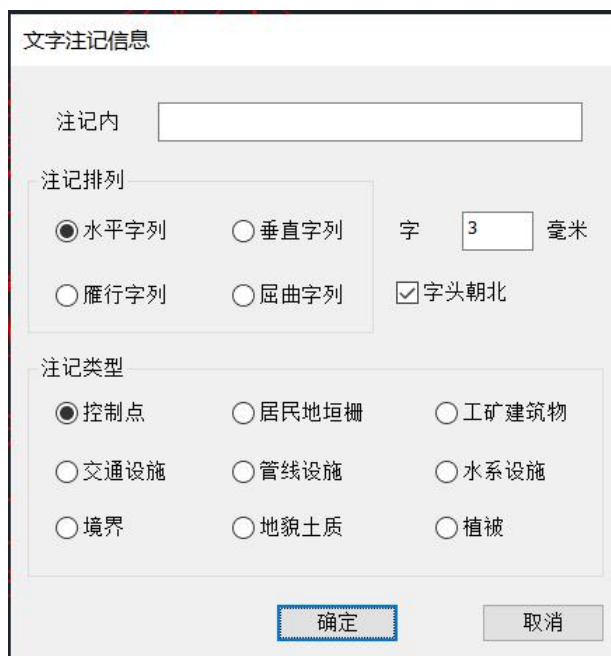 文字注记信息
注记内
注记排列
水平字列 垂直字列 字 3 毫米
雁行字列 屈曲字列 字头朝北
注记类型
控制点 居民地垣栅 工矿建筑物
交通设施 管线设施 水系设施
境界 地貌土质 植被
确定 取消